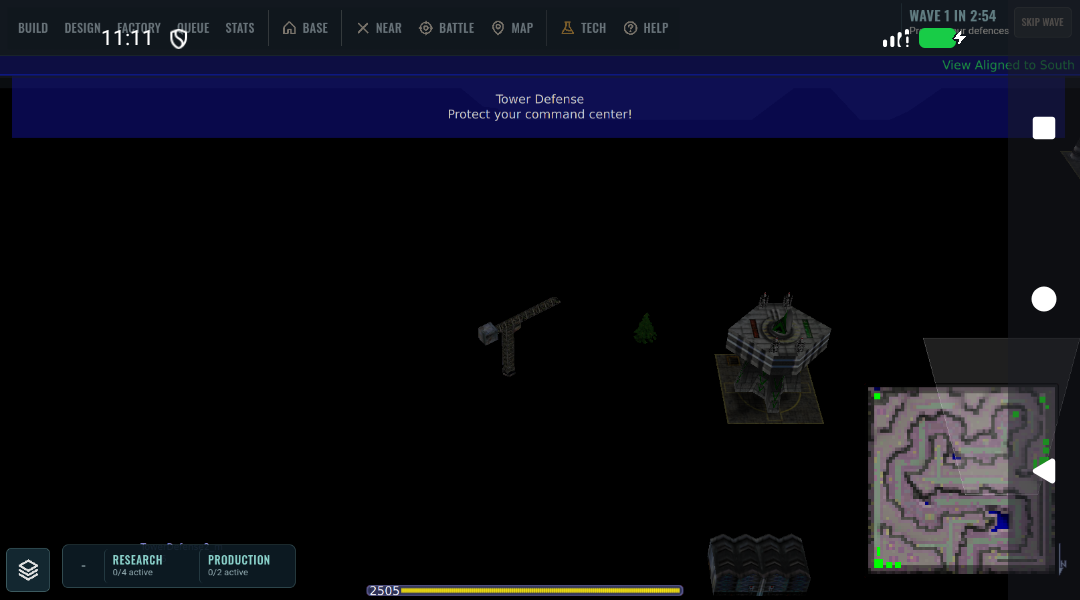 BUILD DESIGN FACTORY QUEUE STATS BASE NEAR BATTLE MAP TECH HELP
WAVE 1 IN 2:54
SKIP WAVE
11:11
View Aligned to South
Tower Defense
Protect your command center!
-
RESEARCH
0/4 active
PRODUCTION
0/2 active
2505